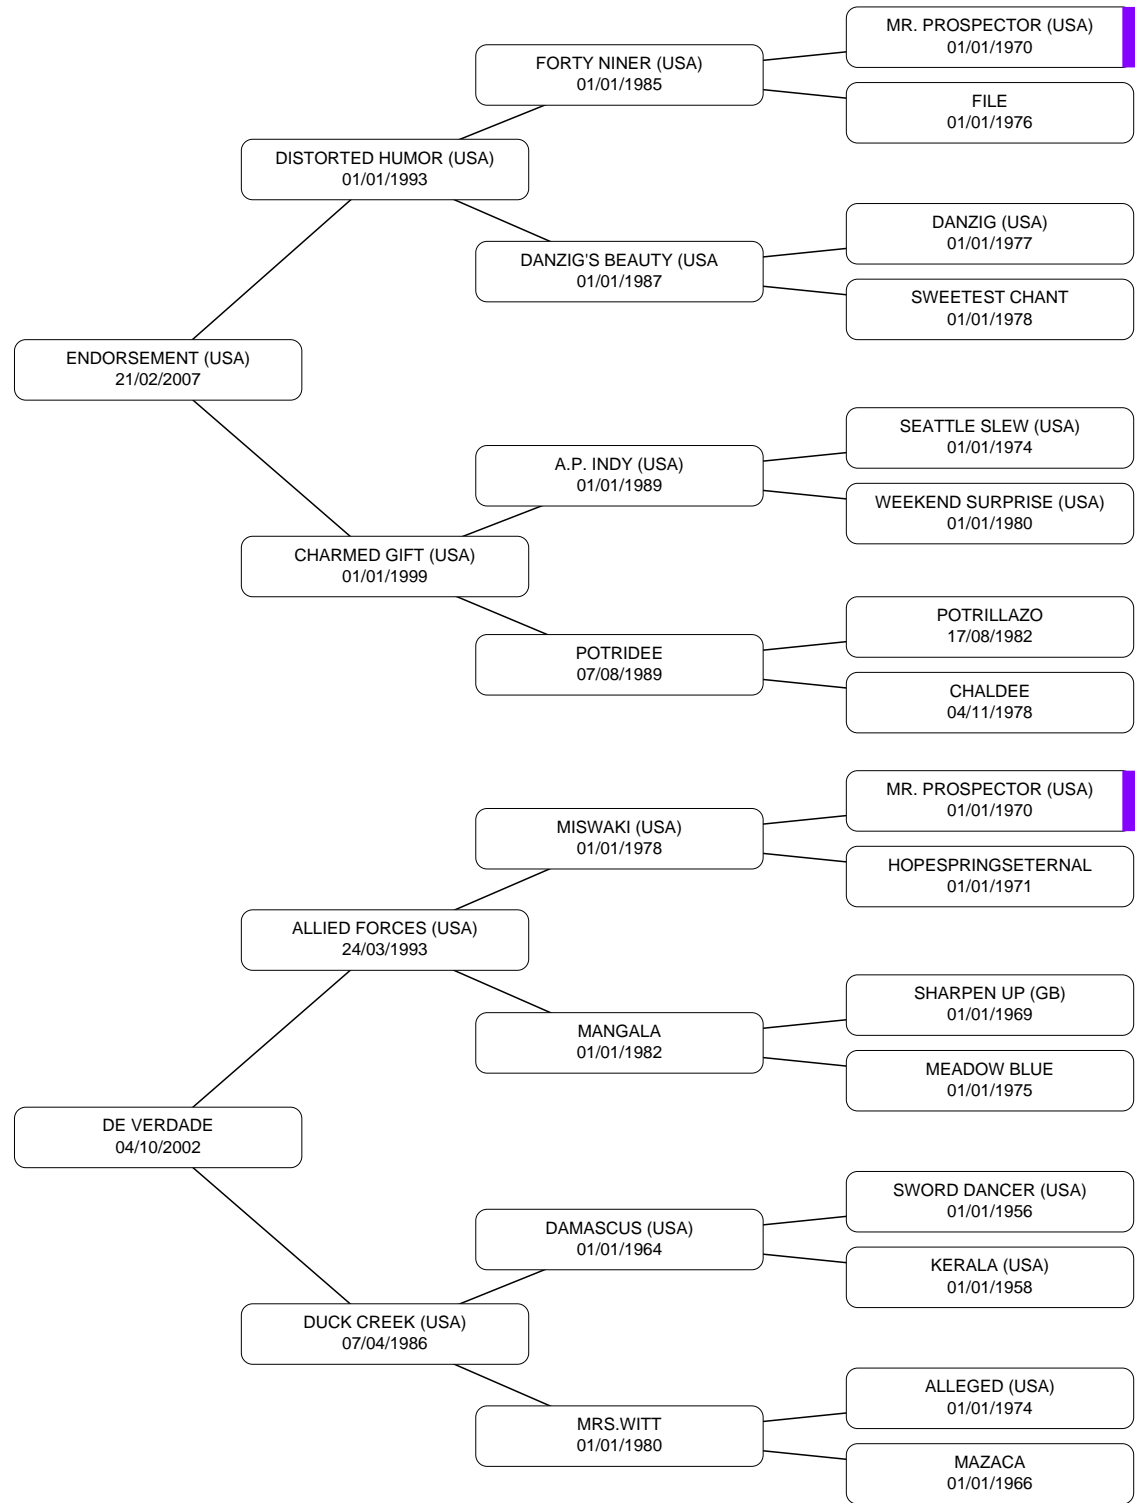 MR. PROSPECTOR (USA)
01/01/1970
FORTY NINER (USA)
01/01/1985
FILE
01/01/1976
DISTORTED HUMOR (USA)
01/01/1993
DANZIG (USA)
01/01/1977
DANZIG'S BEAUTY (USA
01/01/1987
SWEETEST CHANT
01/01/1978
ENDORSEMENT (USA)
21/02/2007
SEATTLE SLEW (USA)
01/01/1974
A.P. INDY (USA)
01/01/1989
WEEKEND SURPRISE (USA)
01/01/1980
CHARMED GIFT (USA)
01/01/1999
POTRILLAZO
17/08/1982
POTRIDEE
07/08/1989
CHALDEE
04/11/1978
MR. PROSPECTOR (USA)
01/01/1970
MISWAKI (USA)
01/01/1978
HOPESPRINGSETERNAL
01/01/1971
ALLIED FORCES (USA)
24/03/1993
SHARPEN UP (GB)
01/01/1969
MANGALA
01/01/1982
MEADOW BLUE
01/01/1975
DE VERDADE
04/10/2002
SWORD DANCER (USA)
01/01/1956
DAMASCUS (USA)
01/01/1964
KERALA (USA)
01/01/1958
DUCK CREEK (USA)
07/04/1986
ALLEGED (USA)
01/01/1974
MRS.WITT
01/01/1980
MAZACA
01/01/1966